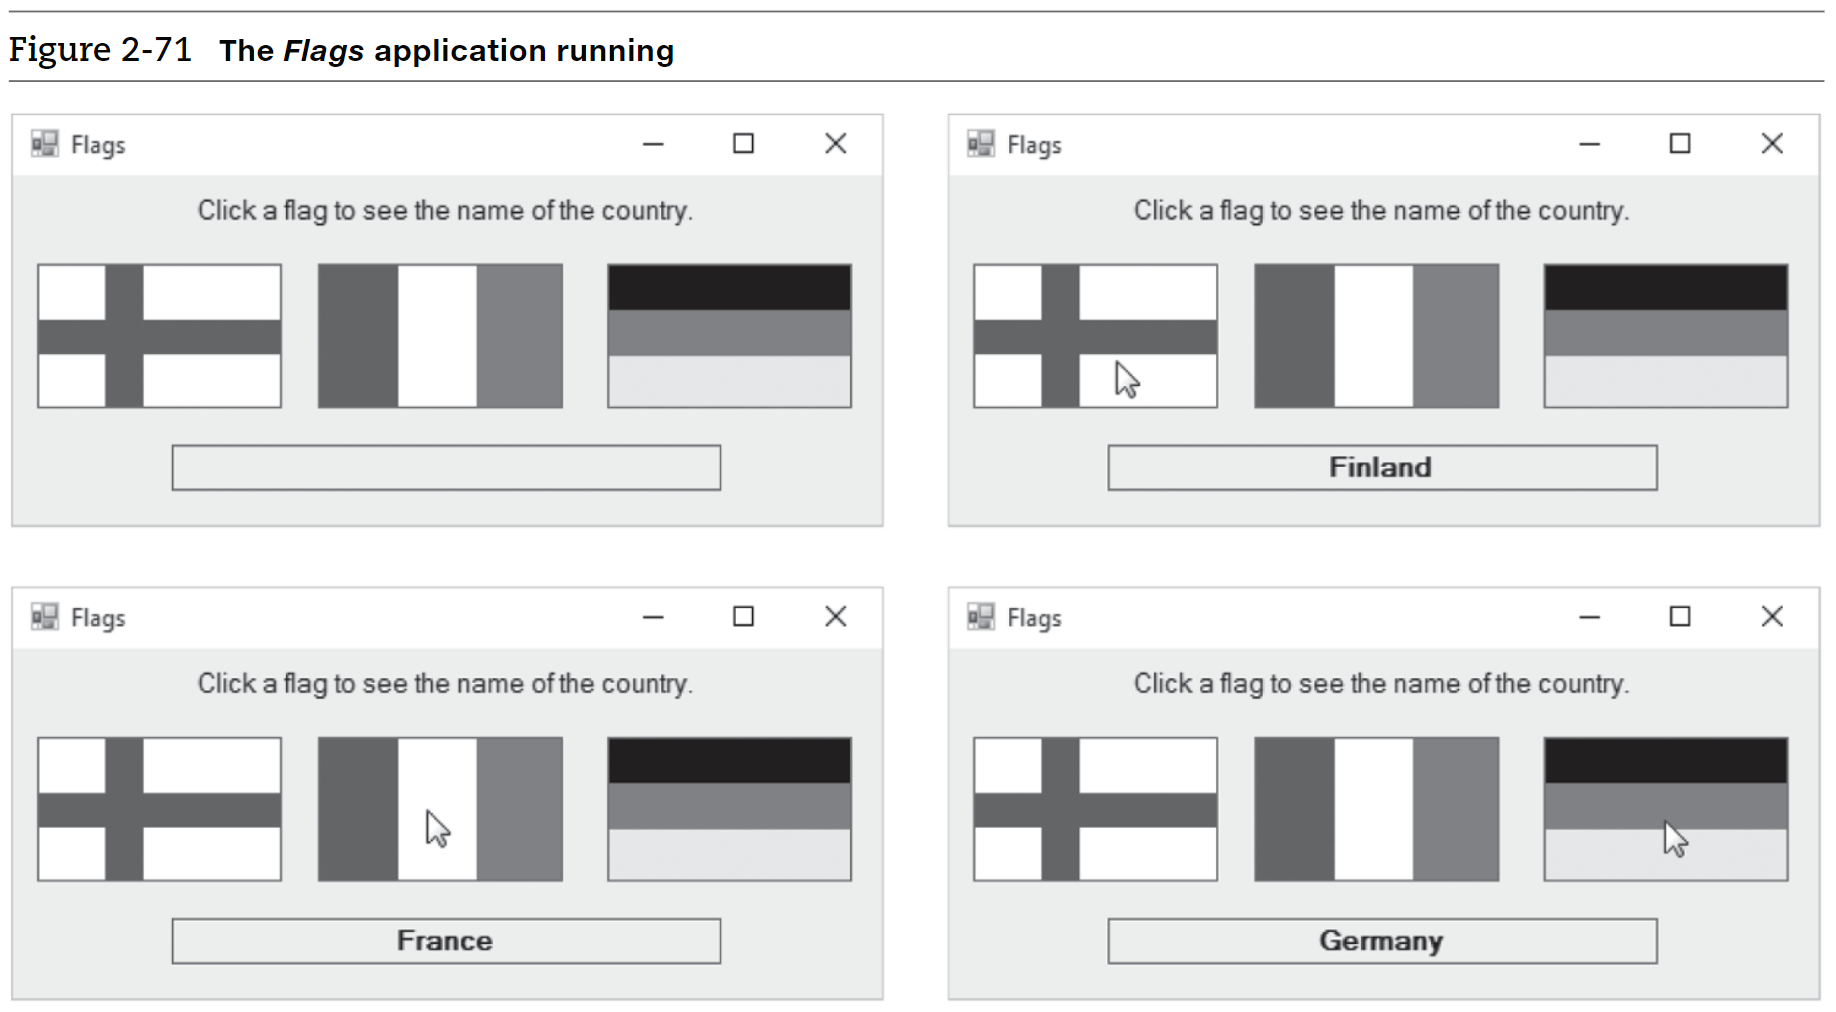 Figure 2-71 The Flags application running
Flags
Click a flag to see the name of the country.
Flags
Click a flag to see the name of the country.
Finland
Flags
Click a flag to see the name of the country.
France
Flags
Click a flag to see the name of the country.
Germany